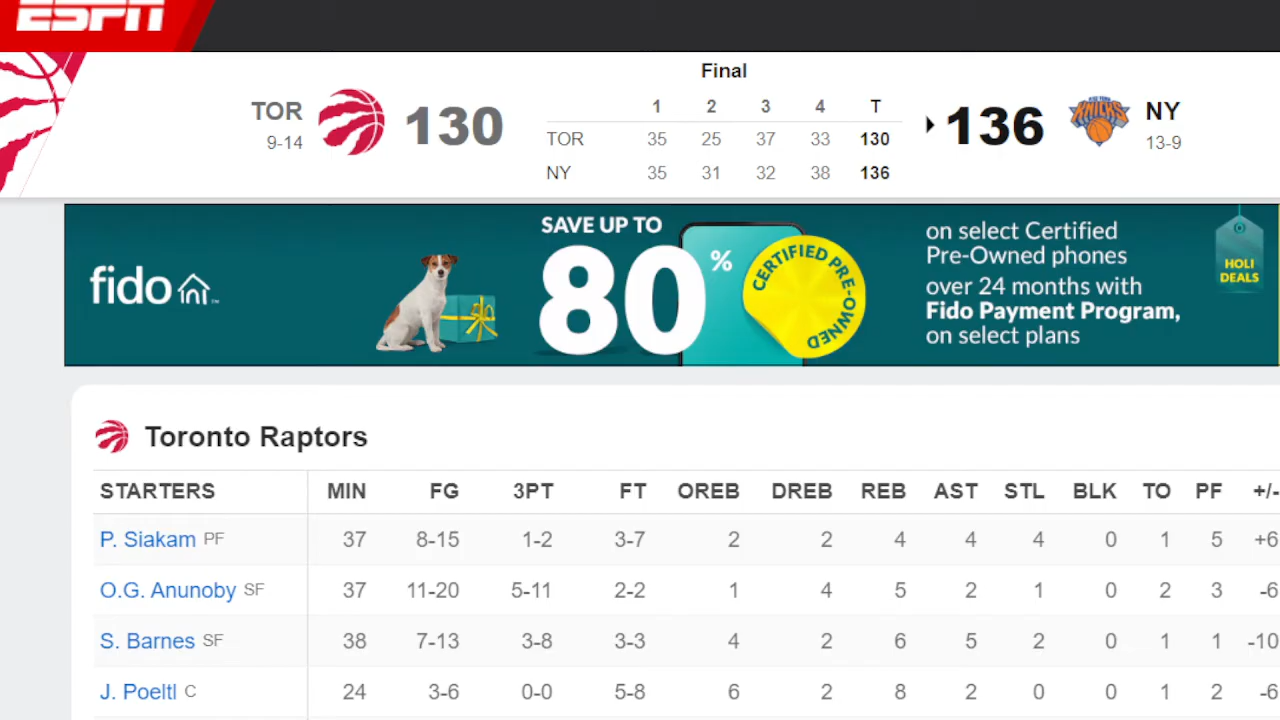 ESPN
Final
TOR
9-14
130
1 2 3 4 T
TOR 35 25 37 33 130
NY 35 31 32 38 136
136
NEW YORK
KNICKS
NY
13-9
fido
SAVE UP TO
80%
CERTIFIED PRE-OWNED
on select Certified
Pre-Owned phones
over 24 months with
Fido Payment Program,
on select plans
HOLI
DEALS
Toronto Raptors
STARTERS MIN FG 3PT FT OREB DREB REB AST STL BLK TO PF +/-
P. Siakam PF 37 8-15 1-2 3-7 2 2 4 4 4 0 1 5 +6
O.G. Anunoby SF 37 11-20 5-11 2-2 1 4 5 2 1 0 2 3 -6
S. Barnes SF 38 7-13 3-8 3-3 4 2 6 5 2 0 1 1 -10
J. Poeltl C 24 3-6 0-0 5-8 6 2 8 2 0 0 1 2 -6